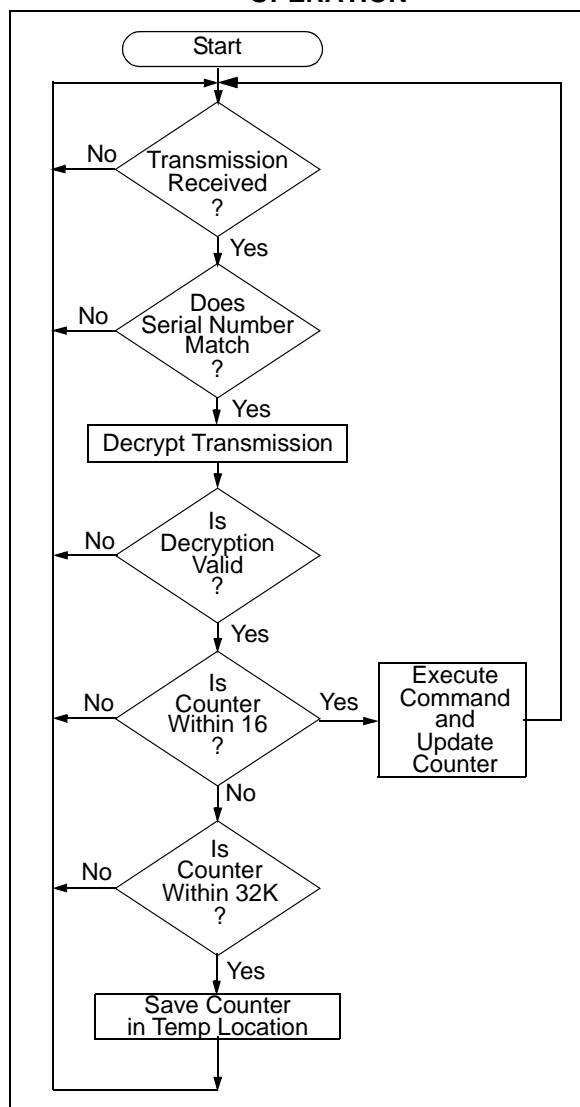 OPERATION
Start
No
Transmission
Received
?
Yes
No
Does
Serial Number
Match
?
Yes
Decrypt Transmission
No
Is
Decryption
Valid
?
Yes
No
Is
Counter
Within 16
?
Yes
Execute
Command
and
Update
Counter
No
No
Is
Counter
Within 32K
?
Yes
Save Counter
in Temp Location